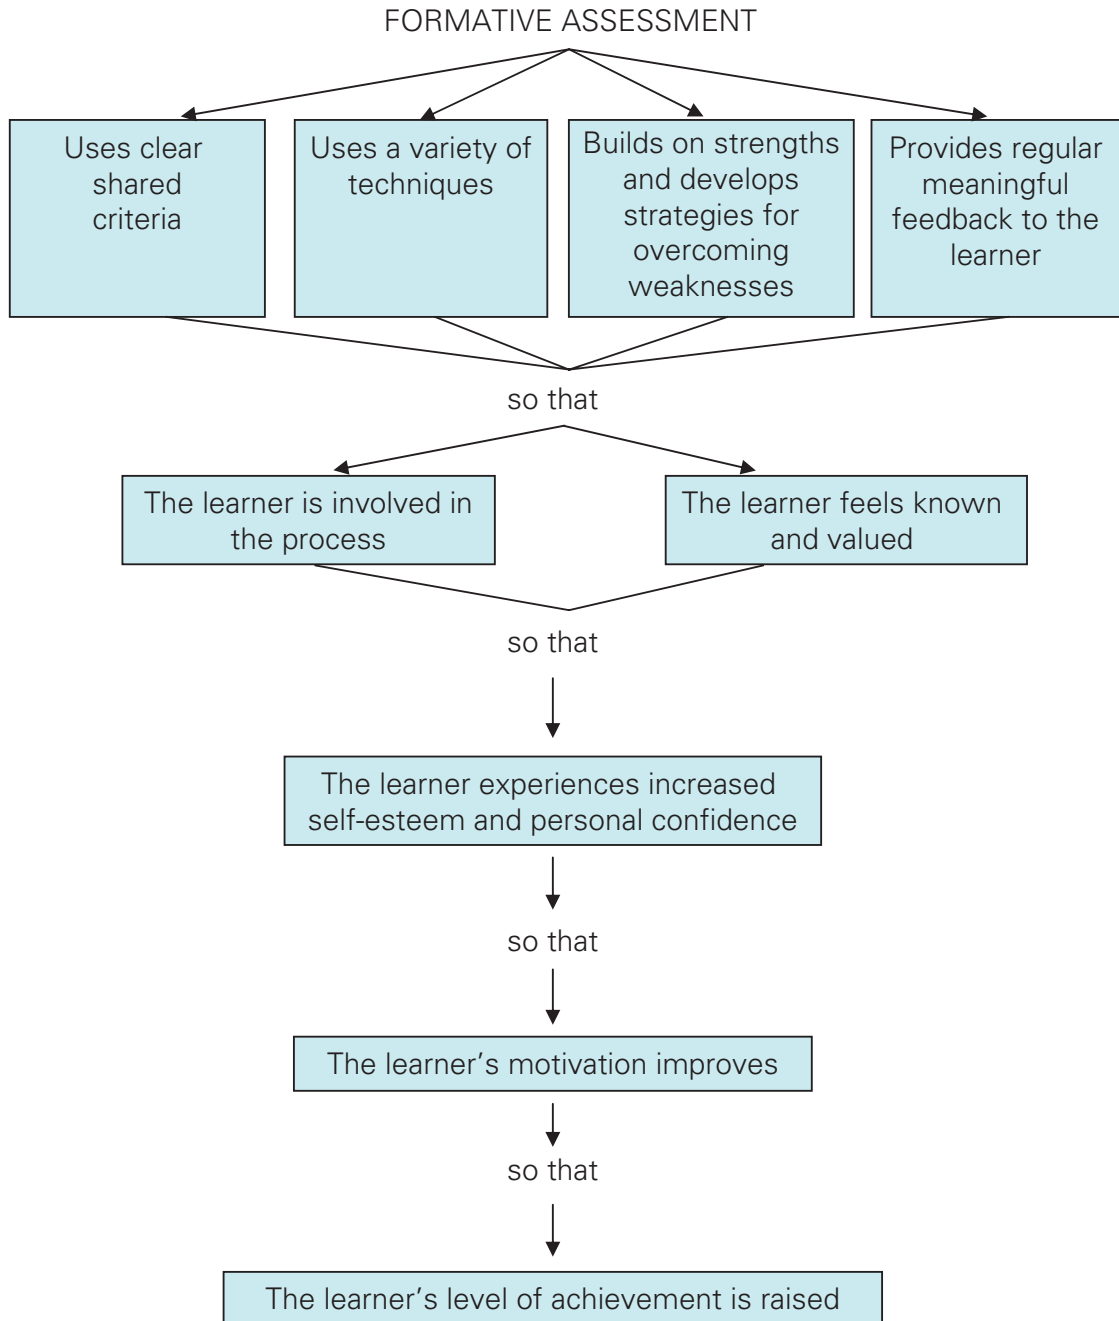 FORMATIVE ASSESSMENT
Uses clear
shared
criteria
Uses a variety of
techniques
Builds on strengths
and develops
strategies for
overcoming
weaknesses
Provides regular
meaningful
feedback to the
learner
so that
The learner is involved in
the process
The learner feels known
and valued
so that
The learner experiences increased
self-esteem and personal confidence
so that
The learner’s motivation improves
so that
The learner’s level of achievement is raised